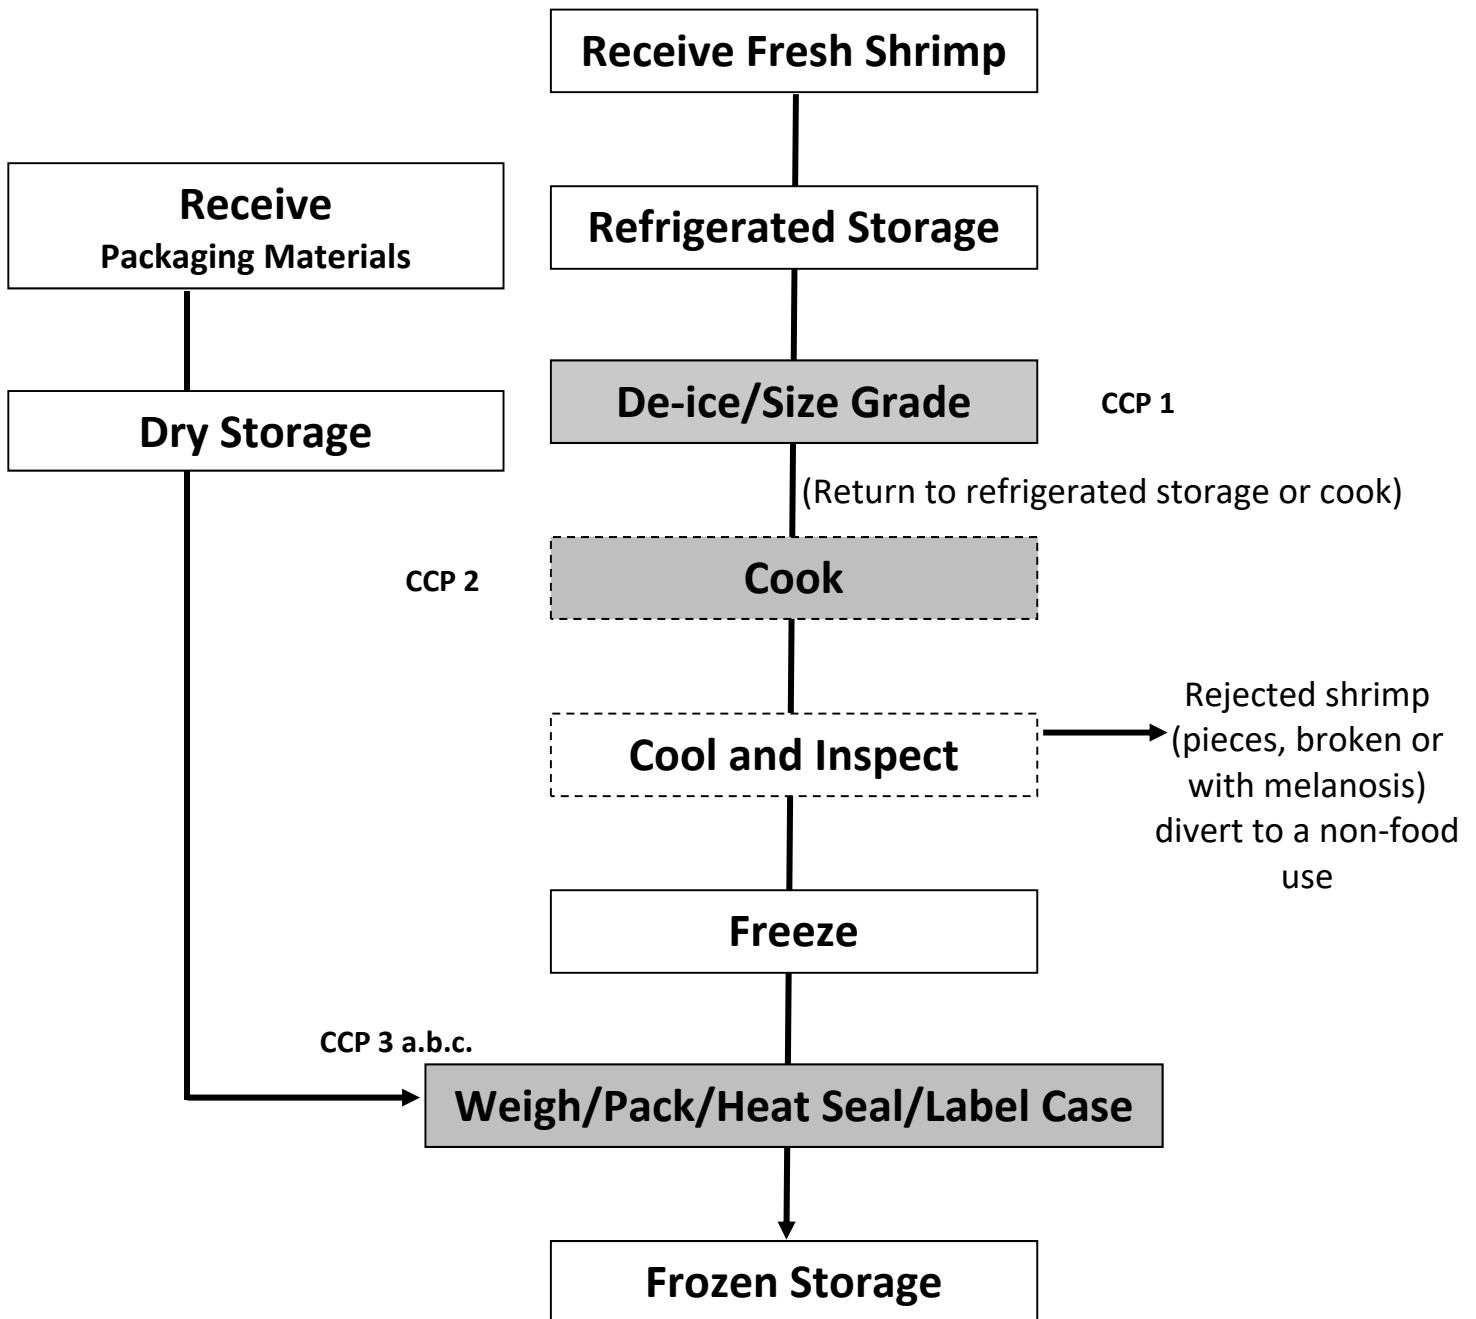 Receive Fresh Shrimp
Receive
Packaging Materials
Refrigerated Storage
De-ice/Size Grade
CCP 1
Dry Storage
(Return to refrigerated storage or cook)
CCP 2
Cook
Cool and Inspect
Rejected shrimp
(pieces, broken or
with melanosis)
divert to a non-food
use
Freeze
CCP 3 a.b.c.
Weigh/Pack/Heat Seal/Label Case
Frozen Storage